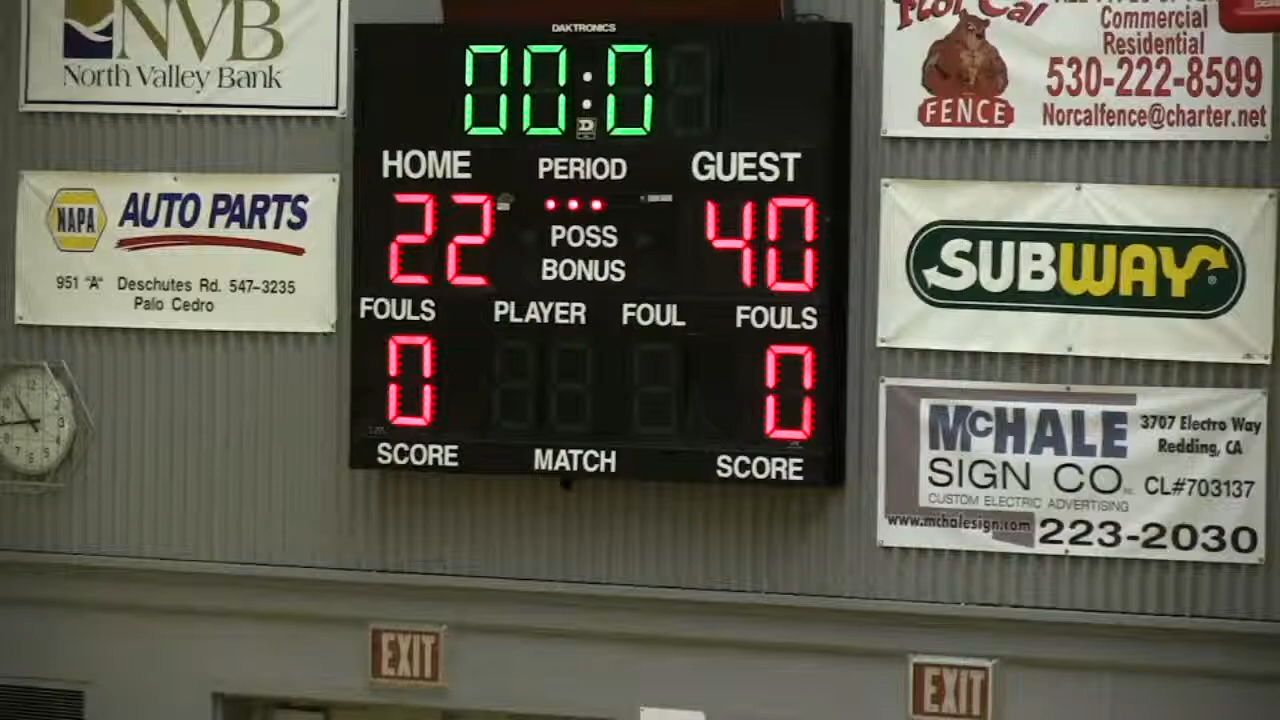 NVB
North Valley Bank
NAPA AUTO PARTS
951 "A" Deschutes Rd. 547-3235
Palo Cedro
DAKTRONICS
00:0
HOME PERIOD GUEST
22 40
POSS
BONUS
FOULS PLAYER FOUL FOULS
0 0
SCORE MATCH SCORE
Cal
FENCE
Commercial
Residential
530-222-8599
Norcalfence@charter.net
SUBWAY
McHALE
SIGN CO
CUSTOM ELECTRIC ADVERTISING
www.mchalesign.com
3707 Electro Way
Redding, CA
CL#703137
223-2030
EXIT
EXIT